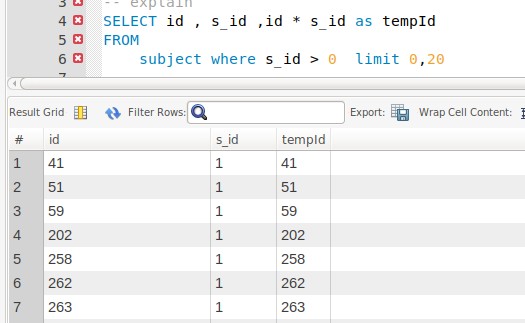 3 -- explain
4 SELECT id , s_id ,id * s_id as tempId
5 FROM
6 subject where s_id > 0 limit 0,20
7
Result Grid Filter Rows: Export: Wrap Cell Content:
# id s_id tempId
1 41 1 41
2 51 1 51
3 59 1 59
4 202 1 202
5 258 1 258
6 262 1 262
7 263 1 263